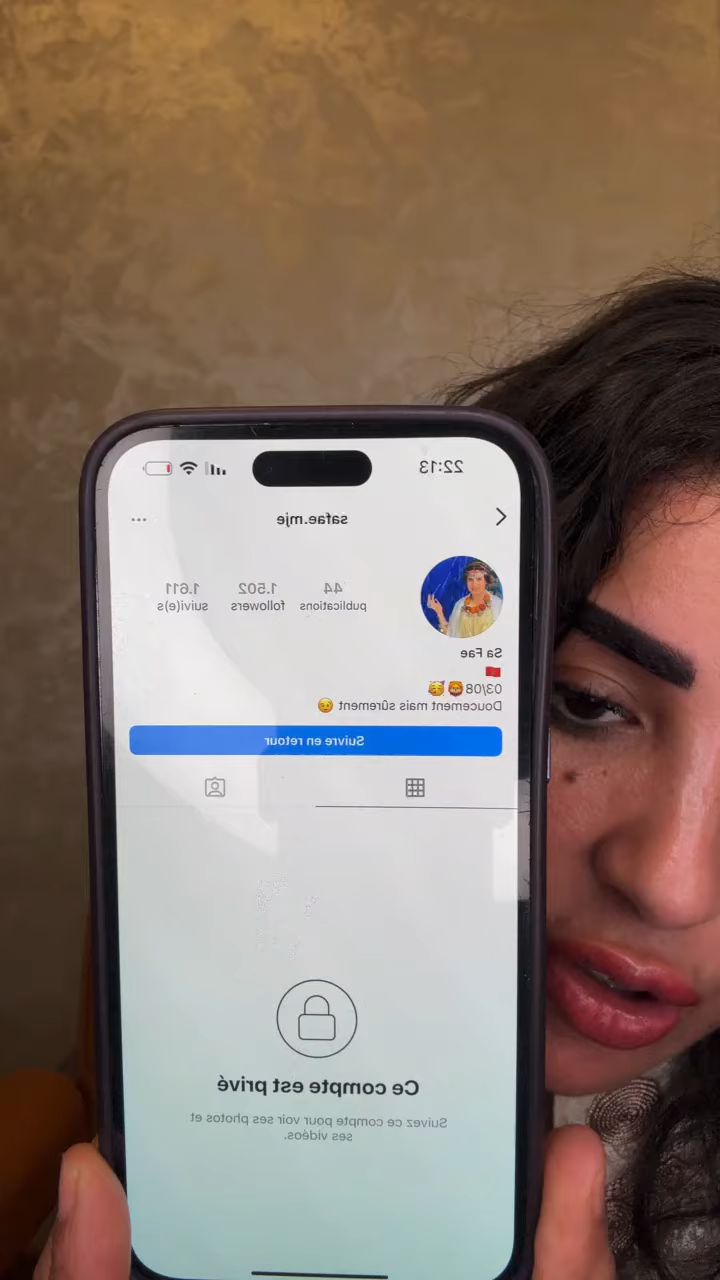 22:13
safae.mje
44 1.502 1.611
publications followers suivi(e)s
Sa Fae
🇲🇦
03/08🦁🥳
Doucement mais sûrement 😉
Suivre en retour
Ce compte est privé
Suivez ce compte pour voir ses photos et
ses vidéos.